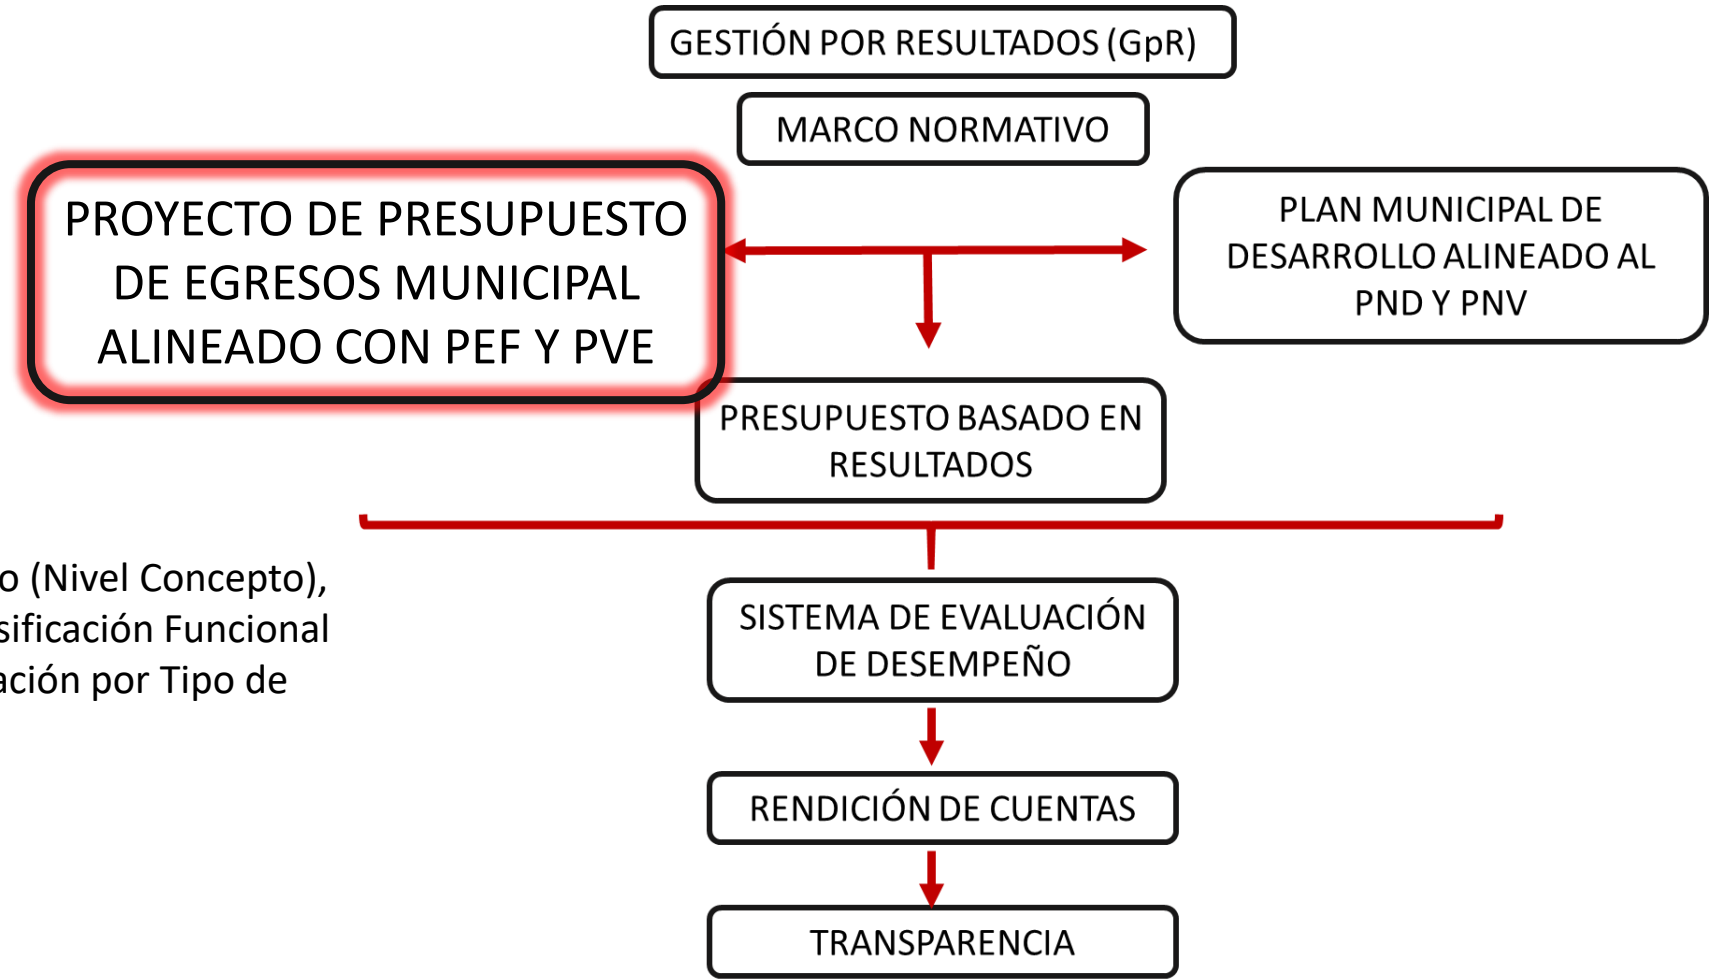 GESTIÓN POR RESULTADOS (GpR)
MARCO NORMATIVO
PROYECTO DE PRESUPUESTO
DE EGRESOS MUNICIPAL
ALINEADO CON PEF Y PVE
PLAN MUNICIPAL DE
DESARROLLO ALINEADO AL
PND Y PNV
PRESUPUESTO BASADO EN
RESULTADOS
o (Nivel Concepto),
sificación Funcional
ación por Tipo de
SISTEMA DE EVALUACIÓN
DE DESEMPEÑO
RENDICIÓN DE CUENTAS
TRANSPARENCIA